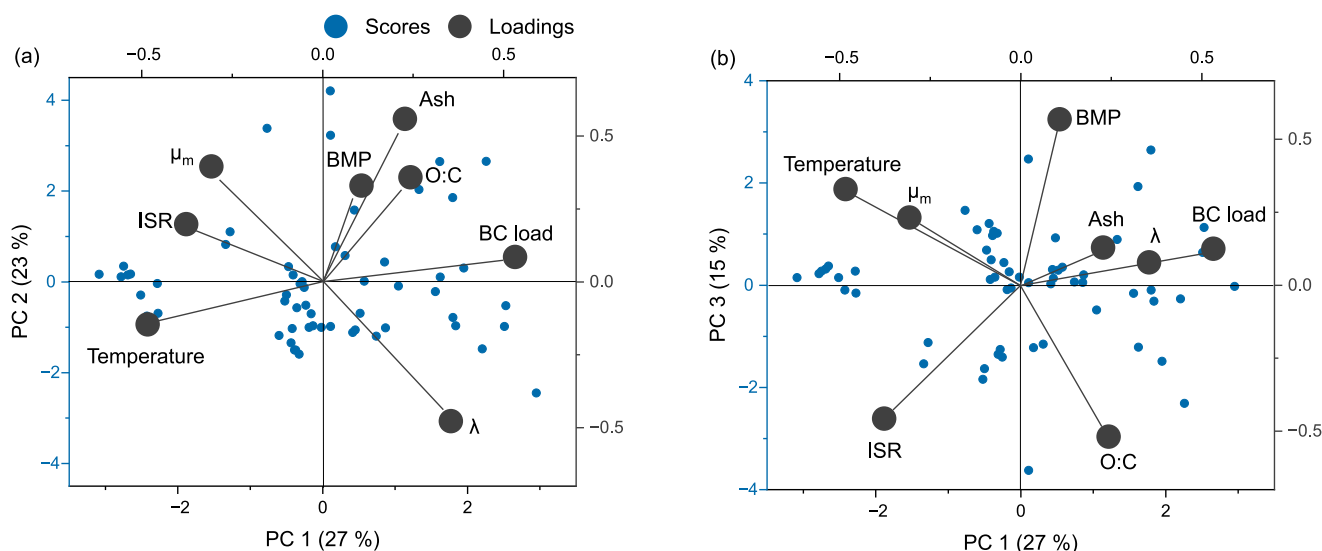 Scores Loadings
(a)
−0.5 0.0 0.5
4
2
0
−2
−4
PC 2 (23 %)
Ash
BMP
O:C
μm
ISR
BC load
Temperature
λ
0.5
0.0
−0.5
−2 0 2
PC 1 (27 %)
(b)
−0.5 0.0 0.5
4
2
0
−2
−4
PC 3 (15 %)
BMP
Temperature
μm
Ash
λ
BC load
ISR
O:C
0.5
0.0
−0.5
−2 0 2
PC 1 (27 %)